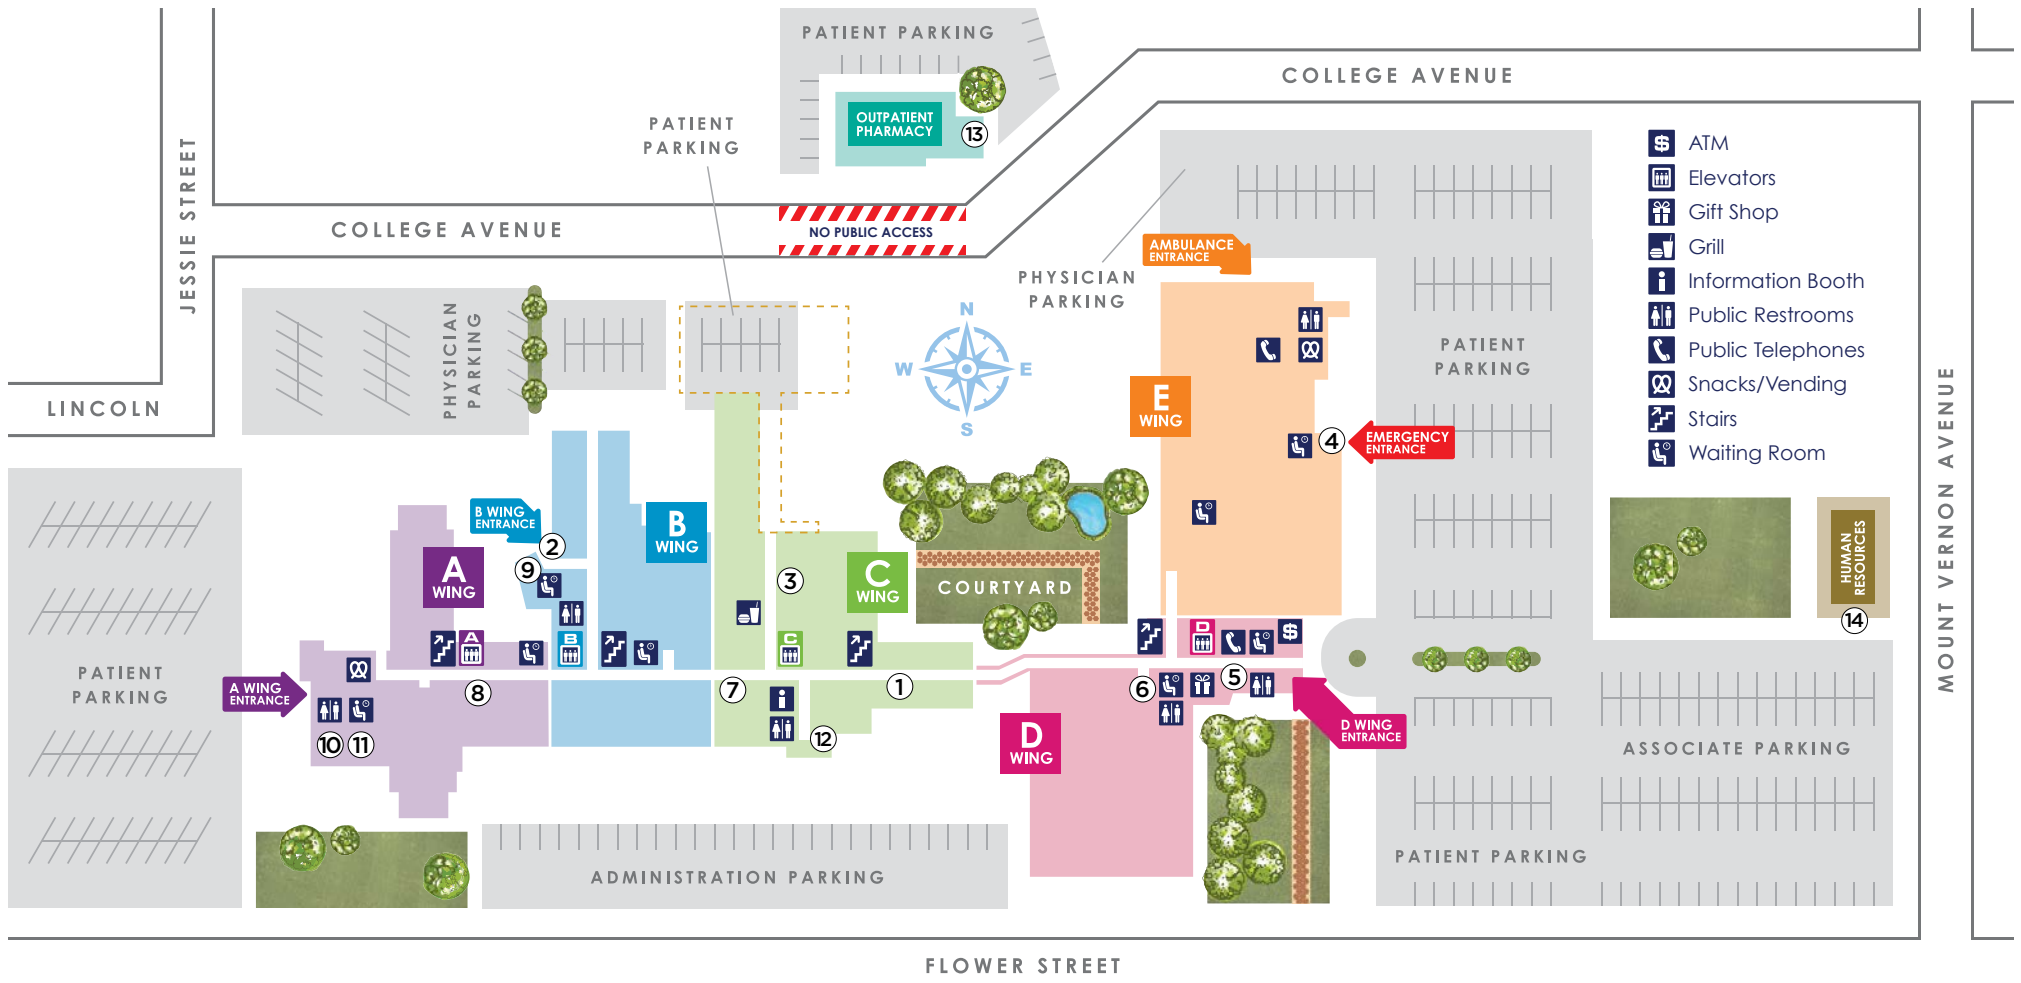 PATIENT PARKING
COLLEGE AVENUE
OUTPATIENT
PHARMACY
13
PATIENT
PARKING
JESSIE STREET
COLLEGE AVENUE
NO PUBLIC ACCESS
ATM
Elevators
Gift Shop
Grill
Information Booth
Public Restrooms
Public Telephones
Snacks/Vending
Stairs
Waiting Room
AMBULANCE
ENTRANCE
PHYSICIAN
PARKING
PHYSICIAN
PARKING
N
W
E
S
PATIENT
PARKING
LINCOLN
E
WING
4
EMERGENCY
ENTRANCE
MOUNT VERNON AVENUE
B WING
ENTRANCE
2
9
B
WING
A
WING
3
C
WING
COURTYARD
HUMAN
RESOURCES
14
A
B
C
D
PATIENT
PARKING
A WING
ENTRANCE
8
7
1
6
5
10
11
12
D
WING
D WING
ENTRANCE
ASSOCIATE PARKING
PATIENT PARKING
ADMINISTRATION PARKING
FLOWER STREET